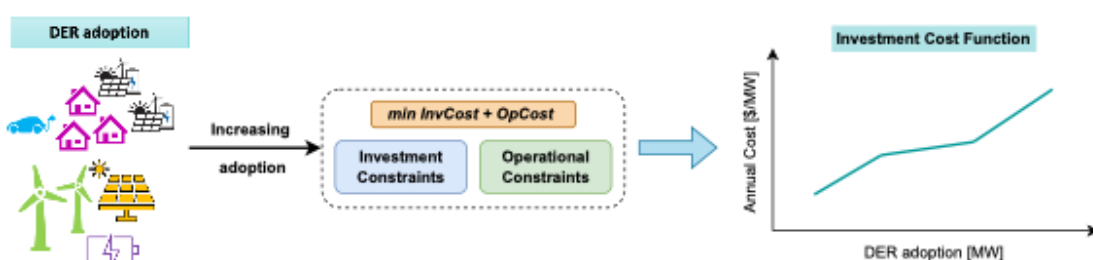 DER adoption
Increasing
adoption
min InvCost + OpCost
Investment
Constraints
Operational
Constraints
Investment Cost Function
Annual Cost [$/MW]
DER adoption [MW]